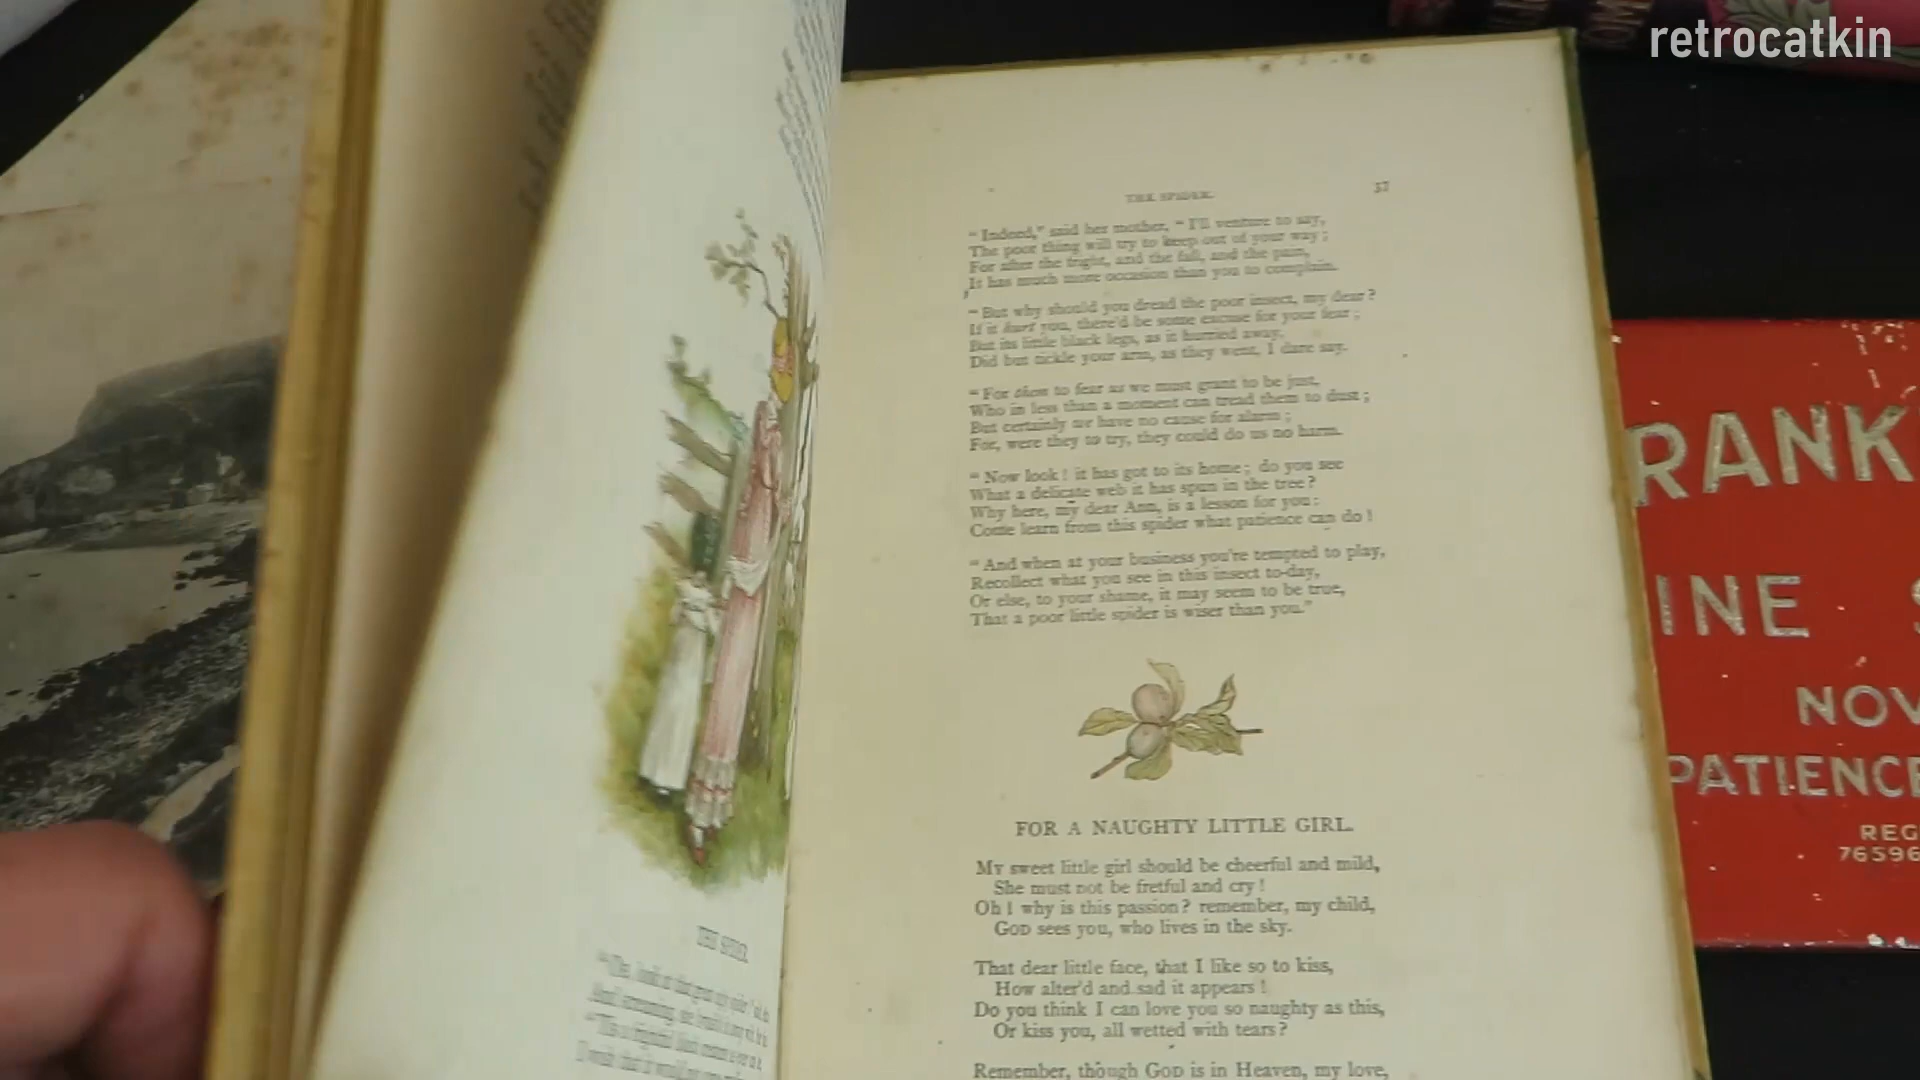 retrocatkin
THE SPIDER.
37
"Indeed," said her mother, "I'll venture to say,
The poor thing will try to keep out of your way;
For after the fright, and the fall, and the pain,
It has much more occasion than you to complain.
"But why should you dread the poor insect, my dear?
If it hurt you, there'd be some excuse for your fear;
But its little black legs, as it hurried away,
Did but tickle your arm, as they went, I dare say.
"For them to fear us we must grant to be just,
Who in less than a moment can tread them to dust;
But certainly we have no cause for alarm;
For, were they to try, they could do us no harm.
"Now look! it has got to its home; do you see
What a delicate web it has spun in the tree?
Why here, my dear Ann, is a lesson for you:
Come learn from this spider what patience can do!
"And when at your business you're tempted to play,
Recollect what you see in this insect to-day,
Or else, to your shame, it may seem to be true,
That a poor little spider is wiser than you."
FOR A NAUGHTY LITTLE GIRL.
My sweet little girl should be cheerful and mild,
She must not be fretful and cry!
Oh! why is this passion? remember, my child,
GOD sees you, who lives in the sky.
That dear little face, that I like so to kiss,
How alter'd and sad it appears!
Do you think I can love you so naughty as this,
Or kiss you, all wetted with tears?
Remember, though GOD is in Heaven, my love,
THE SPIDER
RANK
INE S
NOV
PATIENCE
REG
76596